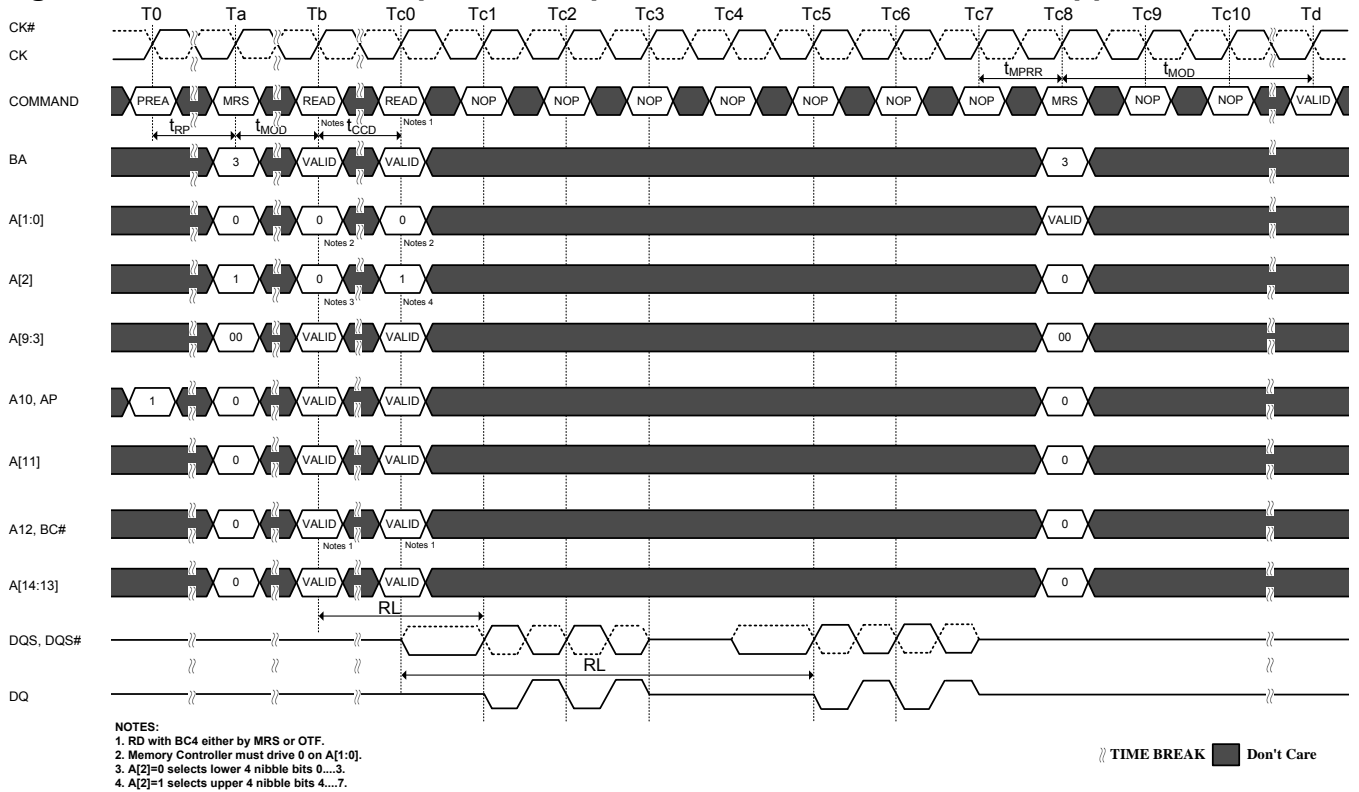 T0 Ta Tb Tc0 Tc1 Tc2 Tc3 Tc4 Tc5 Tc6 Tc7 Tc8 Tc9 Tc10 Td
CK#
CK
tMPRR tMOD
COMMAND PREA MRS READ READ NOP NOP NOP NOP NOP NOP NOP MRS NOP NOP VALID
Notes 1 Notes 1
tRP tMOD tCCD
BA 3 VALID VALID 3
A[1:0] 0 0 0 VALID
Notes 2 Notes 2
A[2] 1 0 1 0
Notes 3 Notes 4
A[9:3] 00 VALID VALID 00
A10, AP 1 0 VALID VALID 0
A[11] 0 VALID VALID 0
A12, BC# 0 VALID VALID 0
Notes 1 Notes 1
A[14:13] 0 VALID VALID 0
RL
DQS, DQS#
RL
DQ
NOTES:
1. RD with BC4 either by MRS or OTF.
2. Memory Controller must drive 0 on A[1:0].
3. A[2]=0 selects lower 4 nibble bits 0....3.
4. A[2]=1 selects upper 4 nibble bits 4....7.
TIME BREAK Don't Care